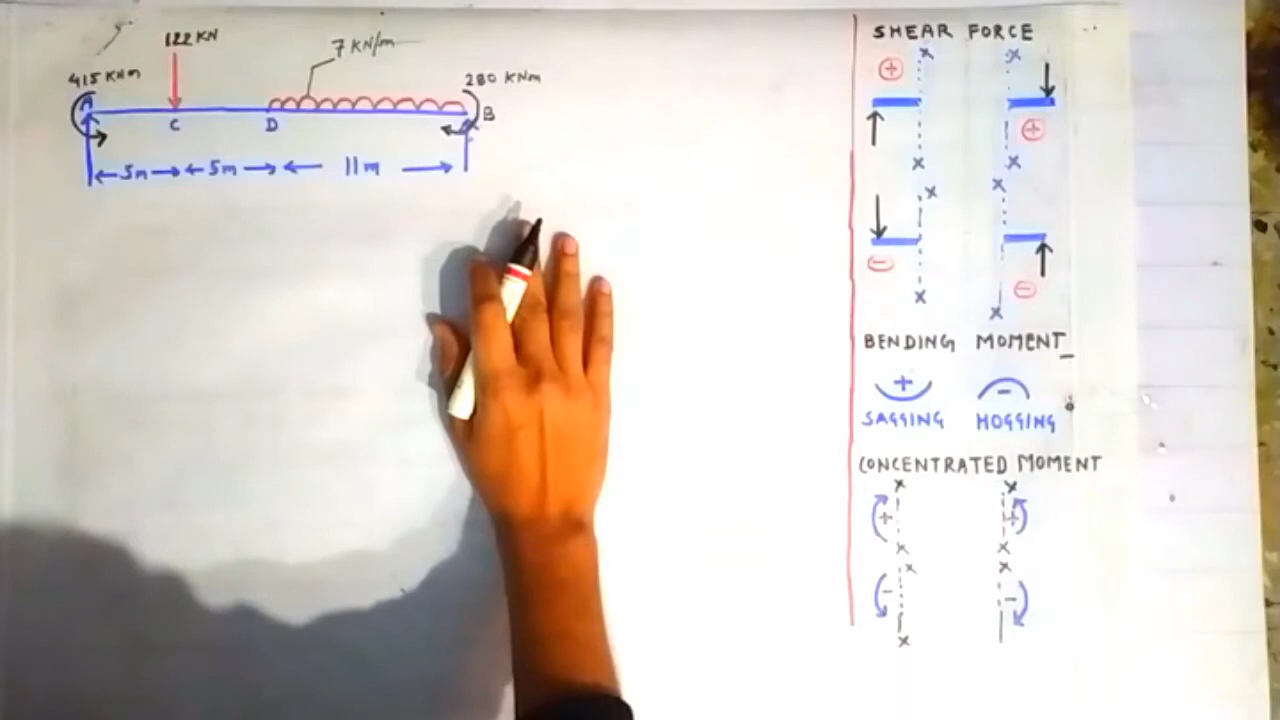 122 KN
7 KN/m
415 KNm
280 KNm
A
B
C
D
5m
5m
11m
SHEAR FORCE
+
+
-
-
BENDING MOMENT
+
-
SAGGING HOGGING
CONCENTRATED MOMENT
+
+
-
-